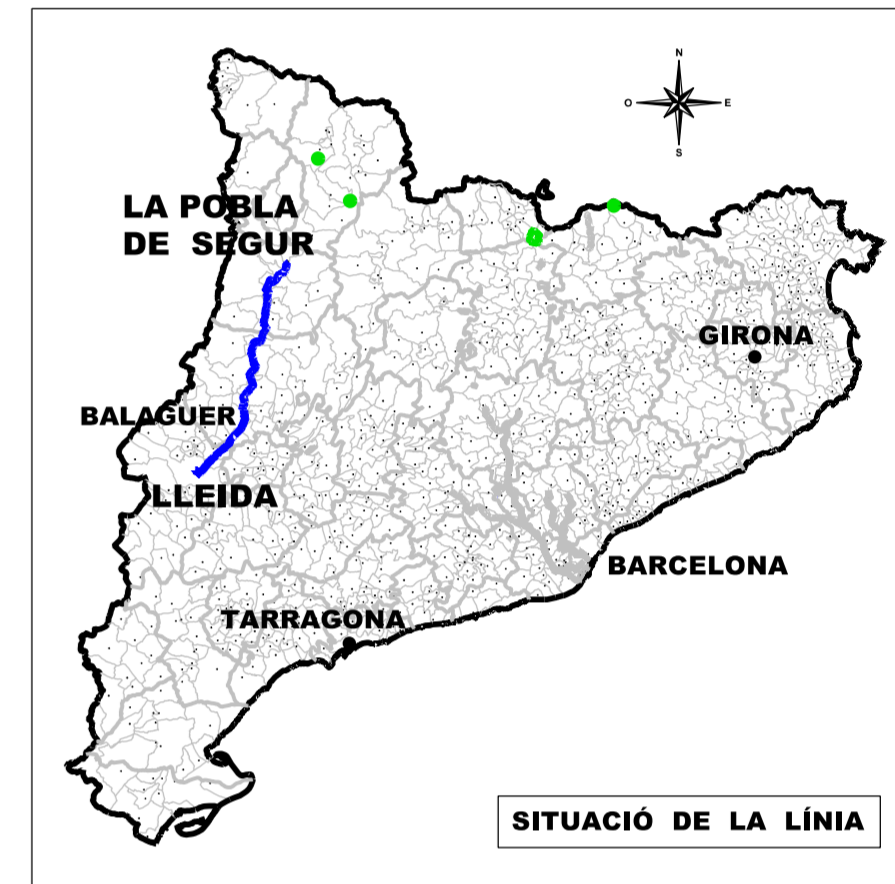 N
O E
S
LA POBLA
DE SEGUR
GIRONA
BALAGUER
LLEIDA
BARCELONA
TARRAGONA
SITUACIÓ DE LA LÍNIA